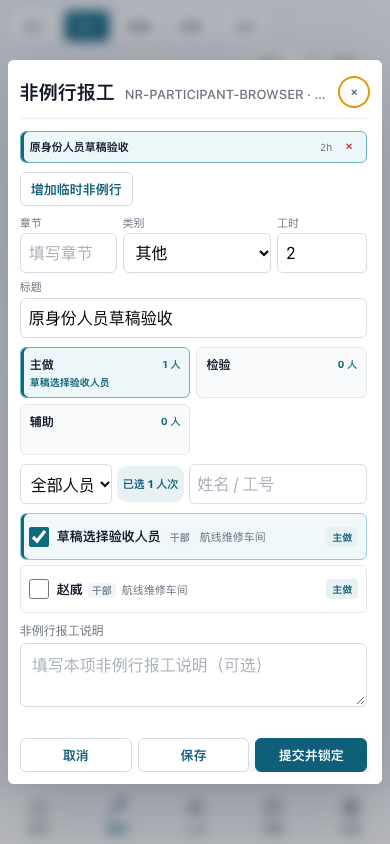 非例行报工 NR-PARTICIPANT-BROWSER · ... ×
原身份人员草稿验收 2h ×
增加临时非例行
章节 类别 工时
填写章节 其他 2
标题
原身份人员草稿验收
主做 1 人 检验 0 人
草稿选择验收人员
辅助 0 人
全部人员 已选 1 人次 姓名 / 工号
草稿选择验收人员 干部 航线维修车间 主做
赵威 干部 航线维修车间 主做
非例行报工说明
填写本项非例行报工说明（可选）
取消 保存 提交并锁定